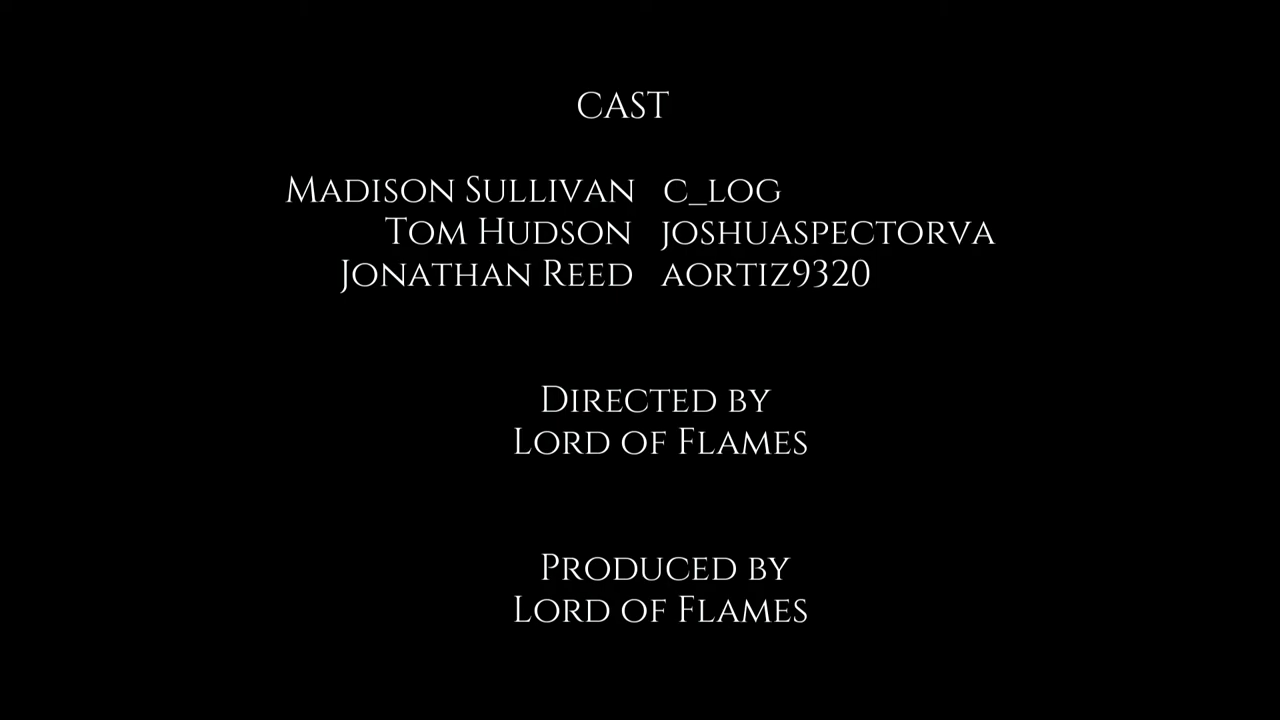 CAST
Madison Sullivan c_log
Tom Hudson joshuaspectorva
Jonathan Reed aortiz9320
Directed by
Lord of Flames
Produced by
Lord of Flames